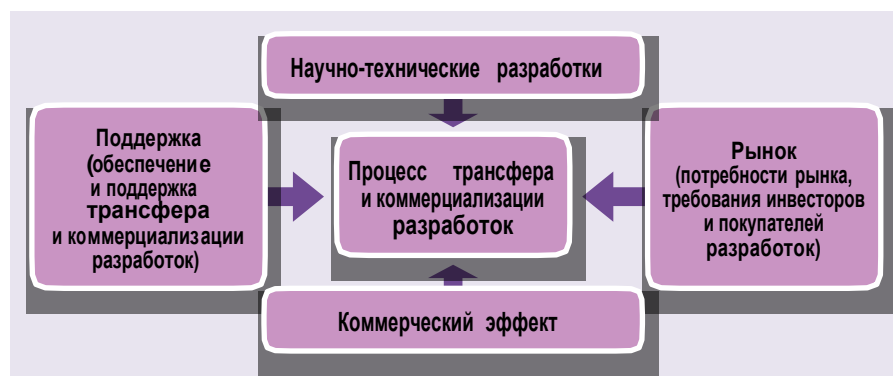 Научно-технические разработки
Поддержка
(обеспечение
и поддержка
трансфера
и коммерциализации
разработок)
Процесс трансфера
и коммерциализации
разработок
Рынок
(потребности рынка,
требования инвесторов
и покупателей
разработок)
Коммерческий эффект